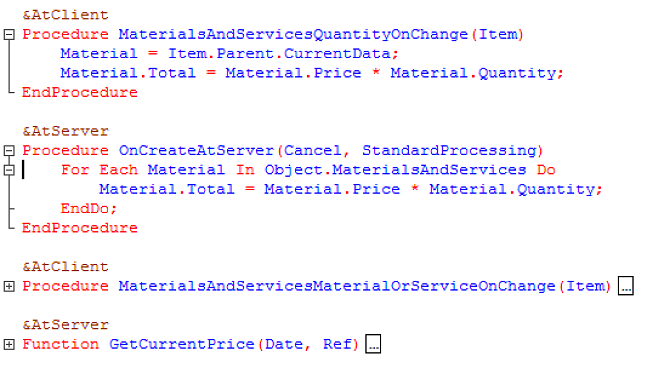 &AtClient
Procedure MaterialsAndServicesQuantityOnChange(Item)
Material = Item.Parent.CurrentData;
Material.Total = Material.Price * Material.Quantity;
EndProcedure
&AtServer
Procedure OnCreateAtServer(Cancel, StandardProcessing)
For Each Material In Object.MaterialsAndServices Do
Material.Total = Material.Price * Material.Quantity;
EndDo;
EndProcedure
&AtClient
Procedure MaterialsAndServicesMaterialOrServiceOnChange(Item) ...
&AtServer
Function GetCurrentPrice(Date, Ref) ...